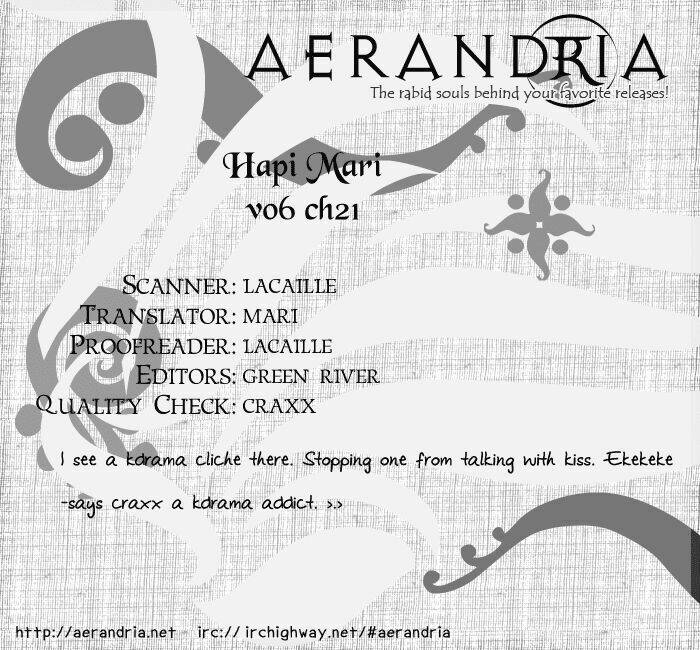 AERANDRIA
The rabid souls behind your favorite releases!
Hapi Mari
v06 ch21
Scanner: lacaille
Translator: mari
Proofreader: lacaille
Editors: green river
Quality Check: craxx
I see a kdrama cliche there. Stopping one from talking with kiss. Ekekeke
-says craxx a kdrama addict. >.>
http://aerandria.net irc:// irchighway.net/#aerandria